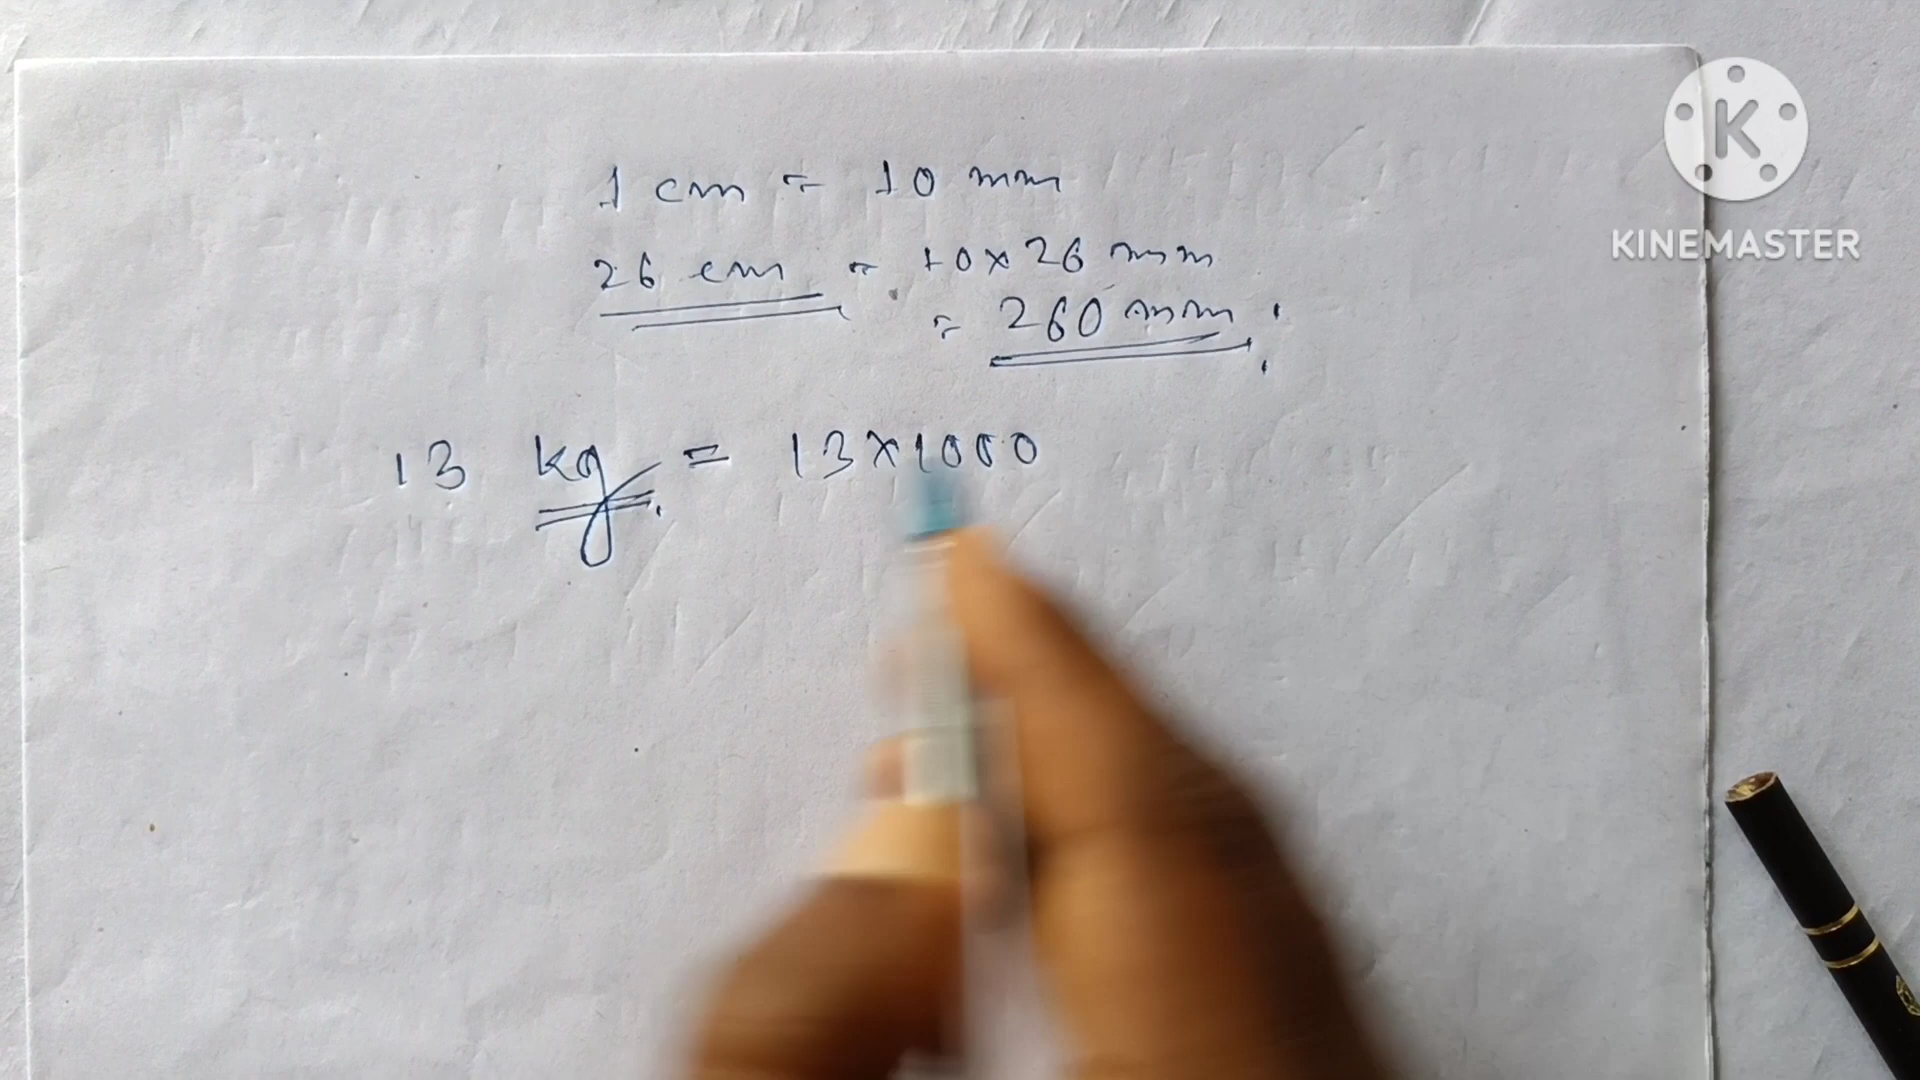 1 cm = 10 mm
26 cm = 10×26 mm
= 260 mm
13 kg = 13×1000
K
KINEMASTER